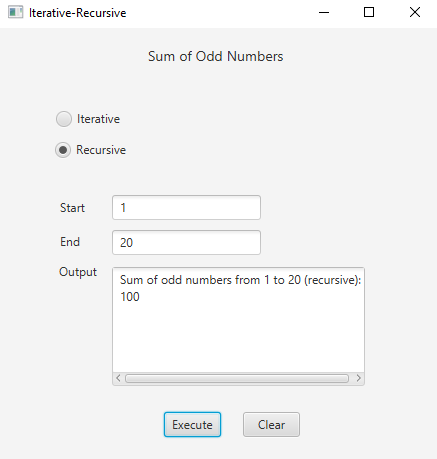 Iterative-Recursive
Sum of Odd Numbers
Iterative
Recursive
Start 1
End 20
Output
Sum of odd numbers from 1 to 20 (recursive):
100
Execute Clear